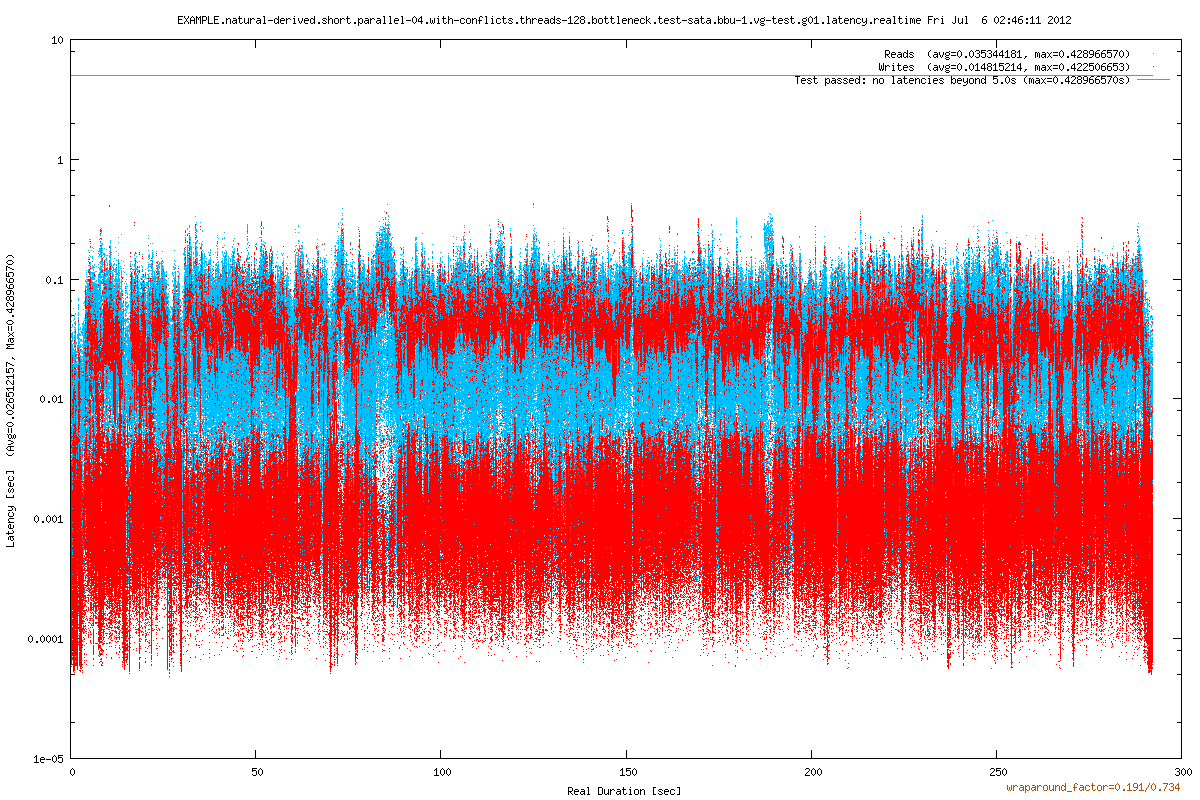 EXAMPLE.natural-derived.short.parallel-04.with-conflicts.threads-128.bottleneck.test-sata.bbu-1.vg-test.g01.latency.realtime Fri Jul  6 02:46:11 2012
10
Reads  (avg=0.035344181, max=0.428966570)
Writes  (avg=0.014815214, max=0.422506653)
Test passed: no latencies beyond 5.0s (max=0.428966570s)
1
0.1
0.01
0.001
0.0001
1e-05
Latency [sec]  (Avg=0.026512157, Max=0.428966570)
0 50 100 150 200 250 300
Real Duration [sec]
wraparound_factor=0.191/0.734